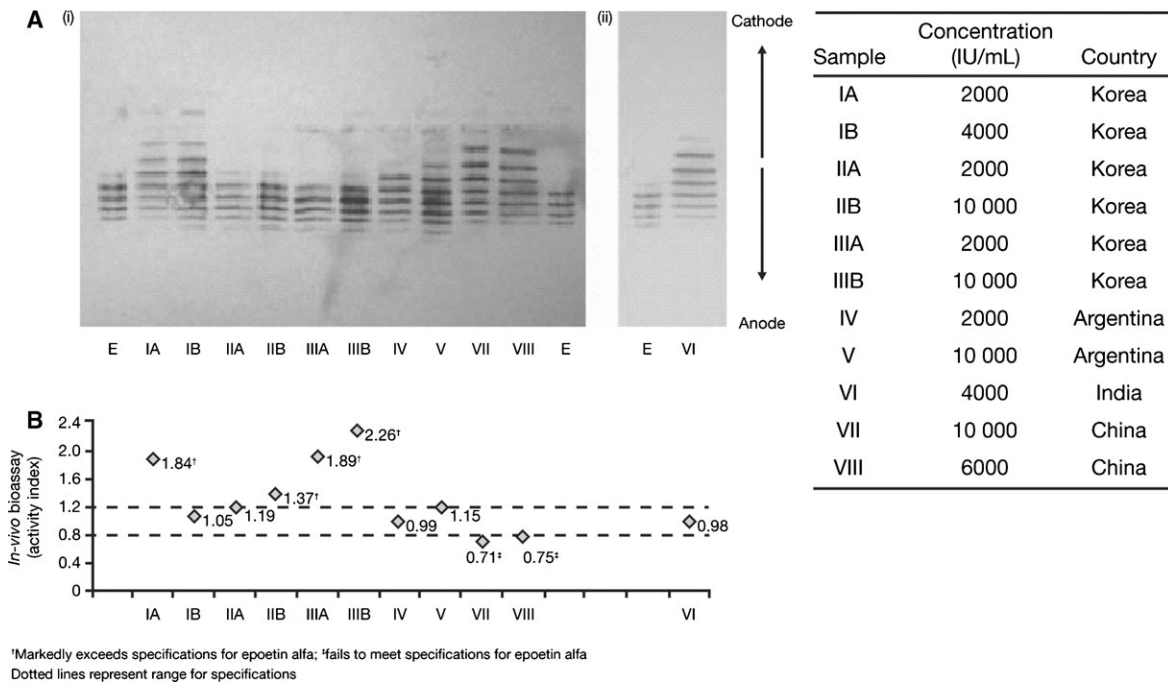 A (i)
(ii)
Cathode
Anode
E IA IB IIA IIB IIIA IIIB IV V VII VIII E
E VI
Sample Concentration (IU/mL) Country
IA 2000 Korea
IB 4000 Korea
IIA 2000 Korea
IIB 10 000 Korea
IIIA 2000 Korea
IIIB 10 000 Korea
IV 2000 Argentina
V 10 000 Argentina
VI 4000 India
VII 10 000 China
VIII 6000 China
B
In-vivo bioassay
(activity index)
2.4
2.0
1.6
1.2
0.8
0.4
0
1.84†
1.05
1.19
1.37†
1.89†
2.26†
0.99
1.15
0.71‡
0.75‡
0.98
IA IB IIA IIB IIIA IIIB IV V VII VIII VI
†Markedly exceeds specifications for epoetin alfa; ‡fails to meet specifications for epoetin alfa
Dotted lines represent range for specifications